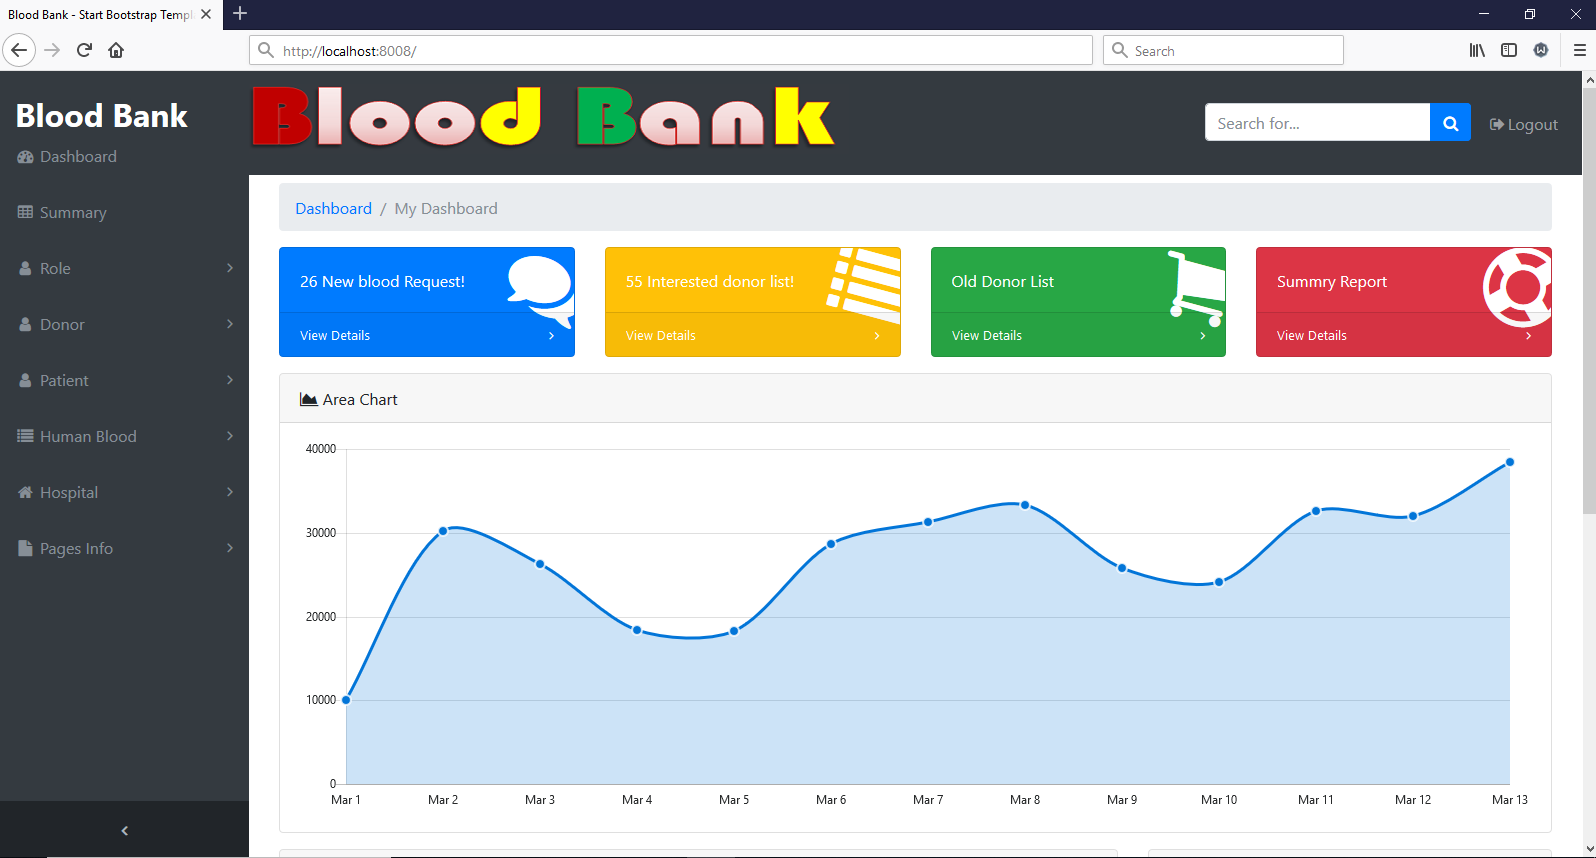 Blood Bank - Start Bootstrap Templ
http://localhost:8008/
Search
Blood Bank
Blood Bank
Search for...
Logout
Dashboard
Summary
Role
Donor
Patient
Human Blood
Hospital
Pages Info
Dashboard / My Dashboard
26 New blood Request!
View Details
55 Interested donor list!
View Details
Old Donor List
View Details
Summry Report
View Details
Area Chart
40000
30000
20000
10000
0
Mar 1 Mar 2 Mar 3 Mar 4 Mar 5 Mar 6 Mar 7 Mar 8 Mar 9 Mar 10 Mar 11 Mar 12 Mar 13